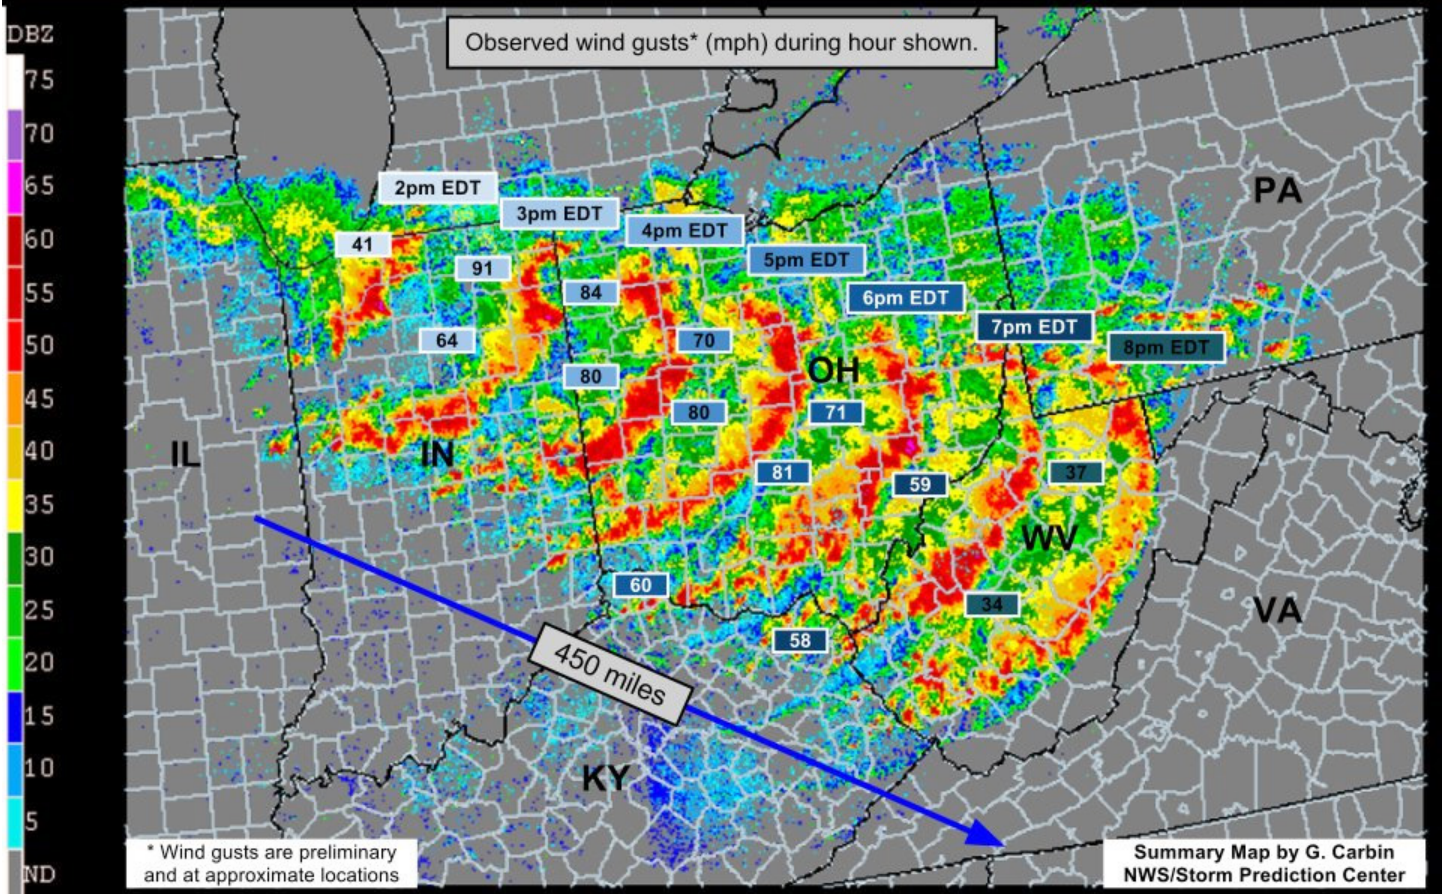 DBZ
75
70
65
60
55
50
45
40
35
30
25
20
15
10
5
ND
Observed wind gusts* (mph) during hour shown.
2pm EDT
3pm EDT
4pm EDT
5pm EDT
6pm EDT
7pm EDT
8pm EDT
PA
41
91
84
64
70
80
OH
80
71
IL
IN
81
59
37
WV
60
34
VA
58
450 miles
KY
* Wind gusts are preliminary
and at approximate locations
Summary Map by G. Carbin
NWS/Storm Prediction Center